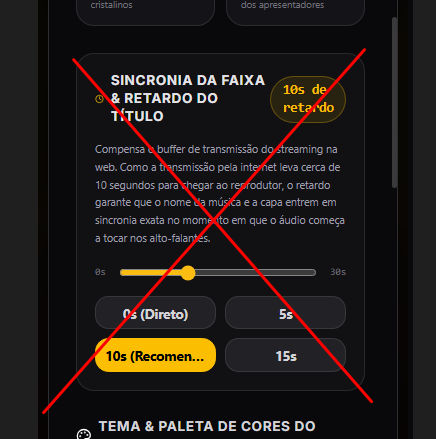 cristalinos
dos apresentadores
SINCRONIA DA FAIXA
& RETARDO DO
TÍTULO
10s de
retardo
Compensa o buffer de transmissão do streaming na
web. Como a transmissão pela internet leva cerca de
10 segundos para chegar ao reprodutor, o retardo
garante que o nome da música e a capa entrem em
sincronia exata no momento em que o áudio começa
a tocar nos alto-falantes.
0s
30s
0s (Direto)
5s
10s (Recomen...
15s
TEMA & PALETA DE CORES DO